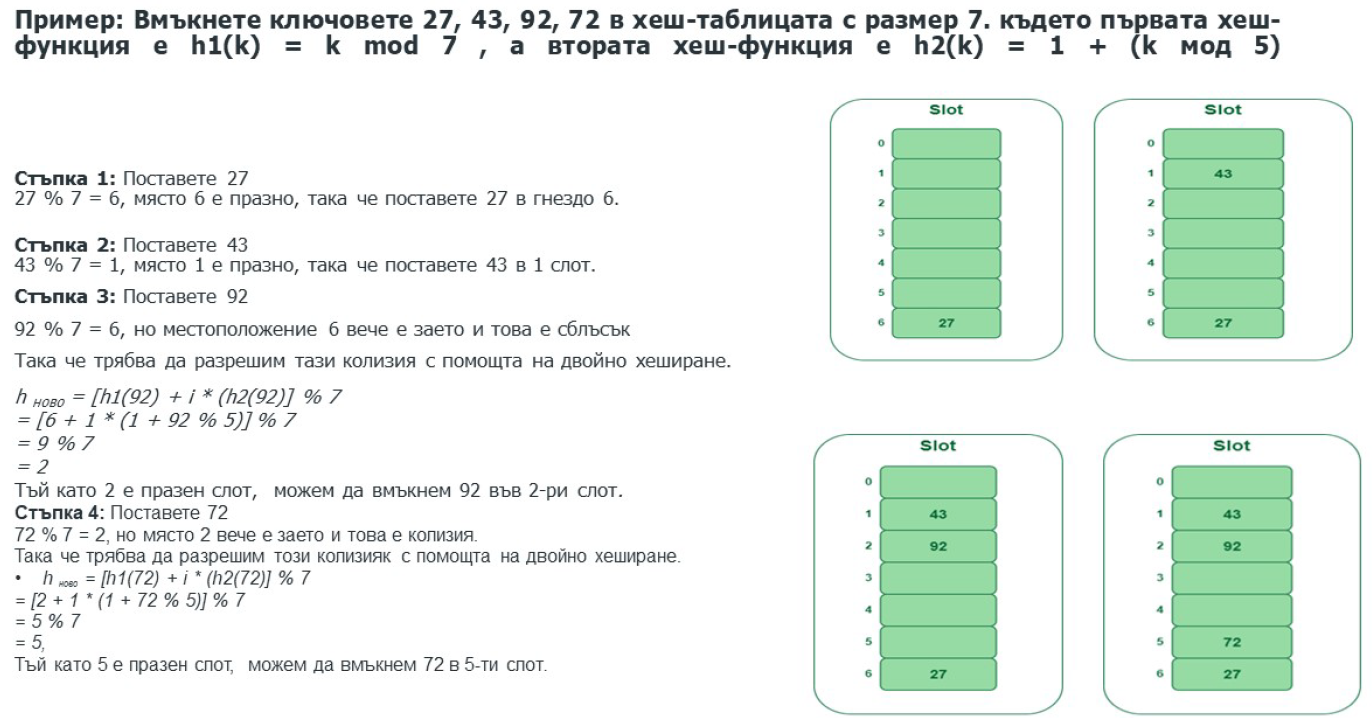 Пример: Вмъкнете ключовете 27, 43, 92, 72 в хеш-таблицата с размер 7. където първата хеш-
функция е h1(k) = k mod 7 , а втората хеш-функция е h2(k) = 1 + (k мод 5)
Стъпка 1: Поставете 27
27 % 7 = 6, място 6 е празно, така че поставете 27 в гнездо 6.
Стъпка 2: Поставете 43
43 % 7 = 1, място 1 е празно, така че поставете 43 в 1 слот.
Стъпка 3: Поставете 92
92 % 7 = 6, но местоположение 6 вече е заето и това е сблъсък
Така че трябва да разрешим тази колизия с помощта на двойно хеширане.
h ново = [h1(92) + i * (h2(92)] % 7
= [6 + 1 * (1 + 92 % 5)] % 7
= 9 % 7
= 2
Тъй като 2 е празен слот, можем да вмъкнем 92 във 2-ри слот.
Стъпка 4: Поставете 72
72 % 7 = 2, но място 2 вече е заето и това е колизия.
Така че трябва да разрешим този колизияк с помощта на двойно хеширане.
• h ново = [h1(72) + i * (h2(72)] % 7
= [2 + 1 * (1 + 72 % 5)] % 7
= 5 % 7
= 5,
Тъй като 5 е празен слот, можем да вмъкнем 72 в 5-ти слот.
Slot
0
1
2
3
4
5
6 27
Slot
0
1 43
2
3
4
5
6 27
Slot
0
1 43
2 92
3
4
5
6 27
Slot
0
1 43
2 92
3
4
5 72
6 27